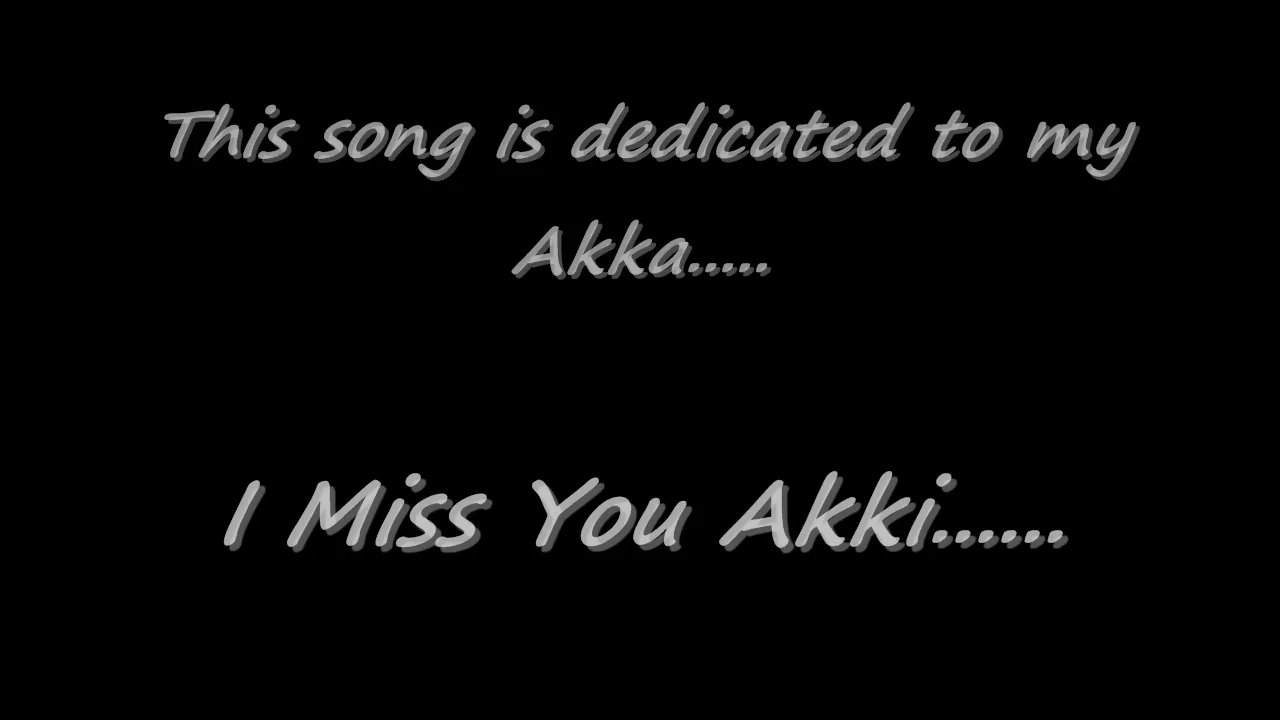 This song is dedicated to my
Akka.....
I Miss You Akki......